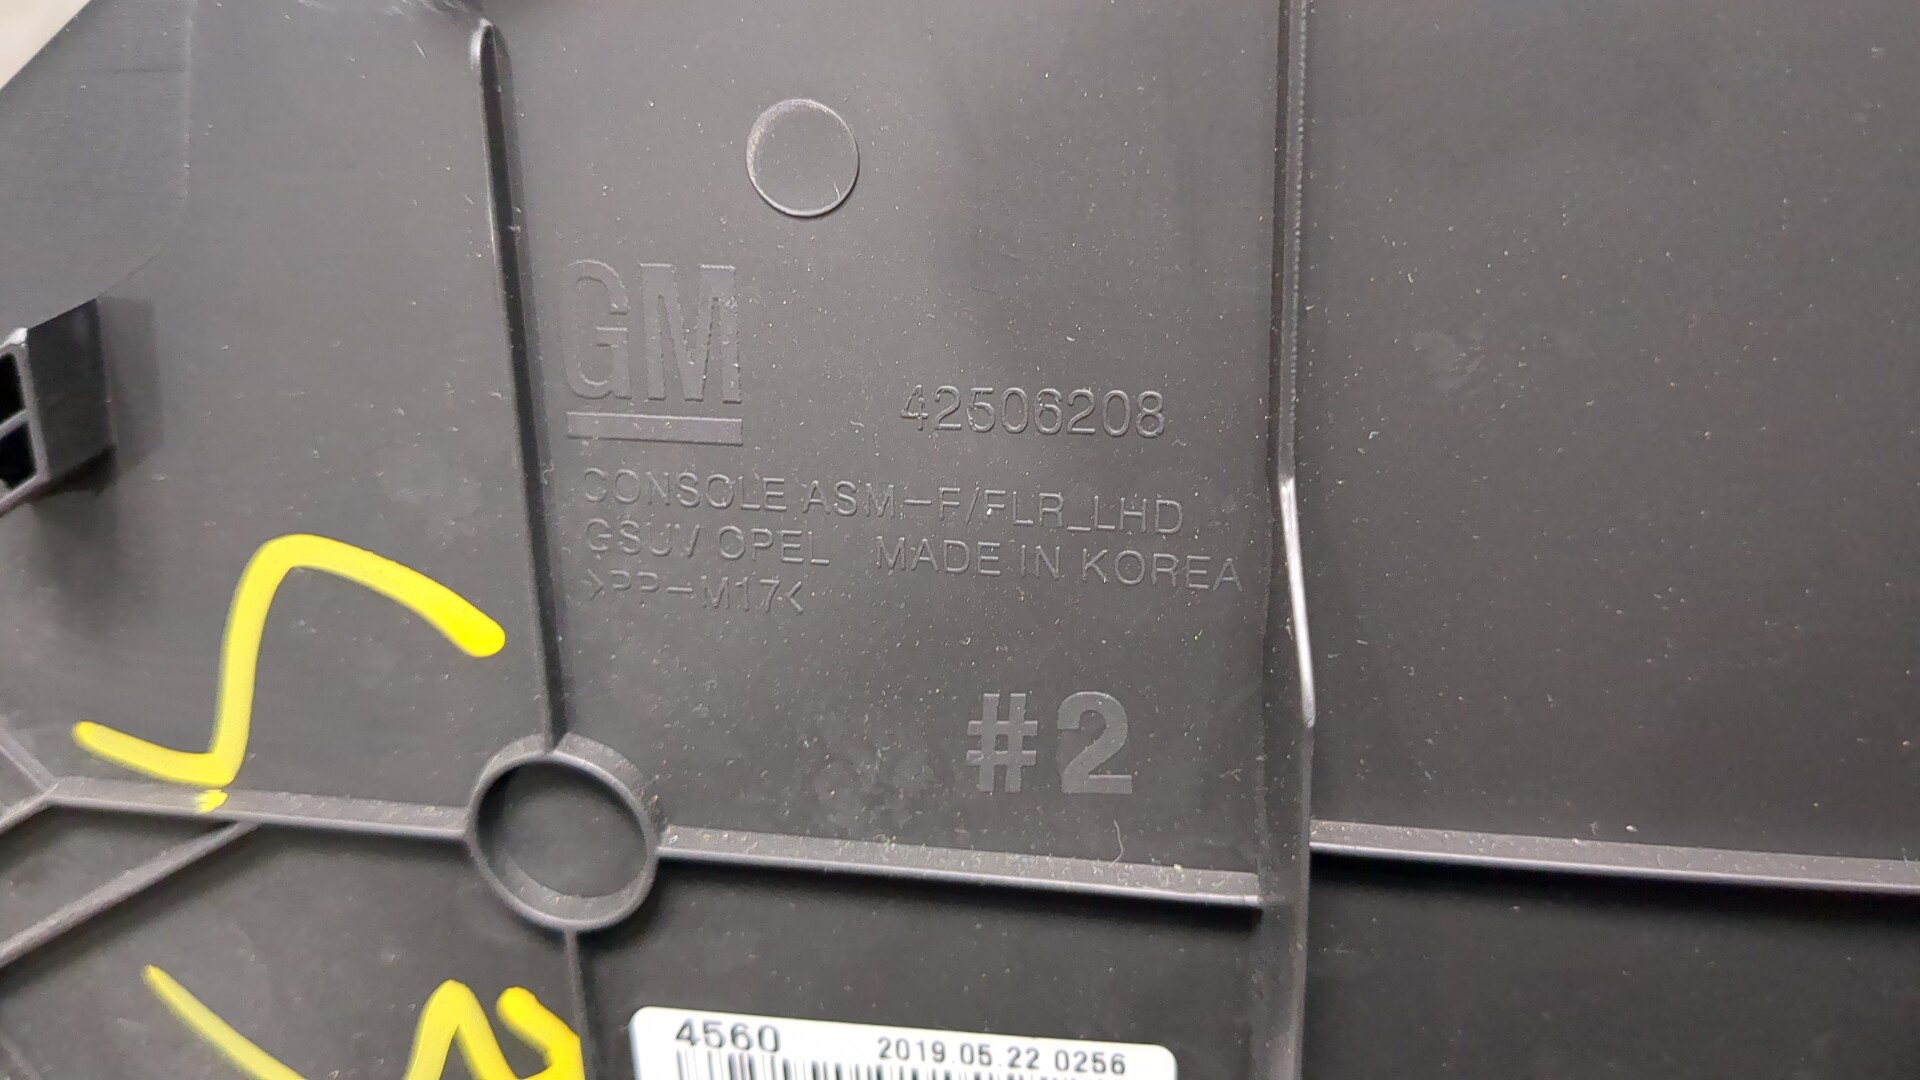 GM
42506208
CONSOLE ASM-F/FLR_LHD
GSUV OPEL MADE IN KOREA
>PP-M17<
#2
4560
2019.05.22 0256